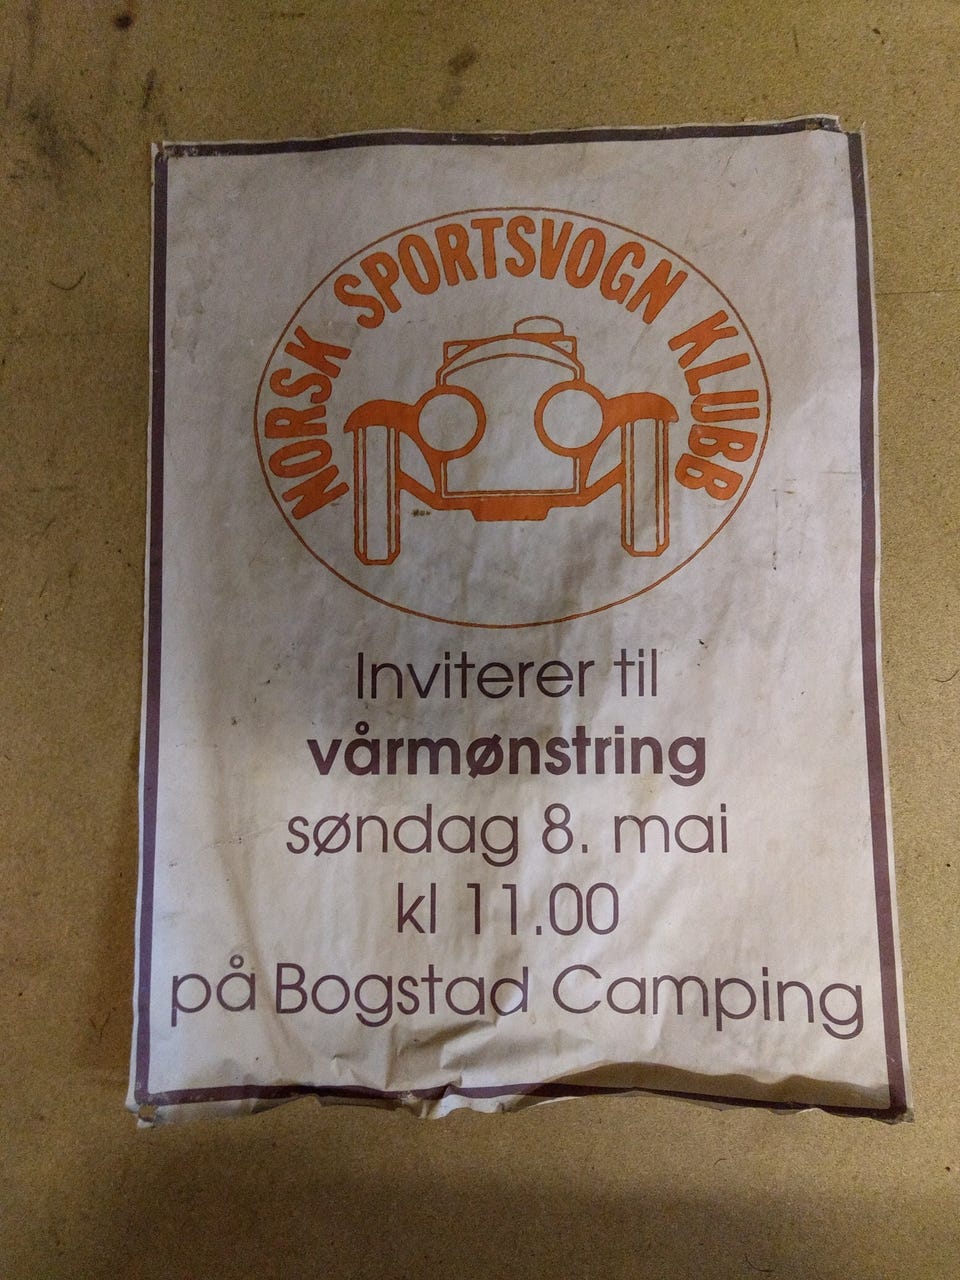 NORSK SPORTSVOGN KLUBB
Inviterer til
vårmønstring
søndag 8. mai
kl 11.00
på Bogstad Camping